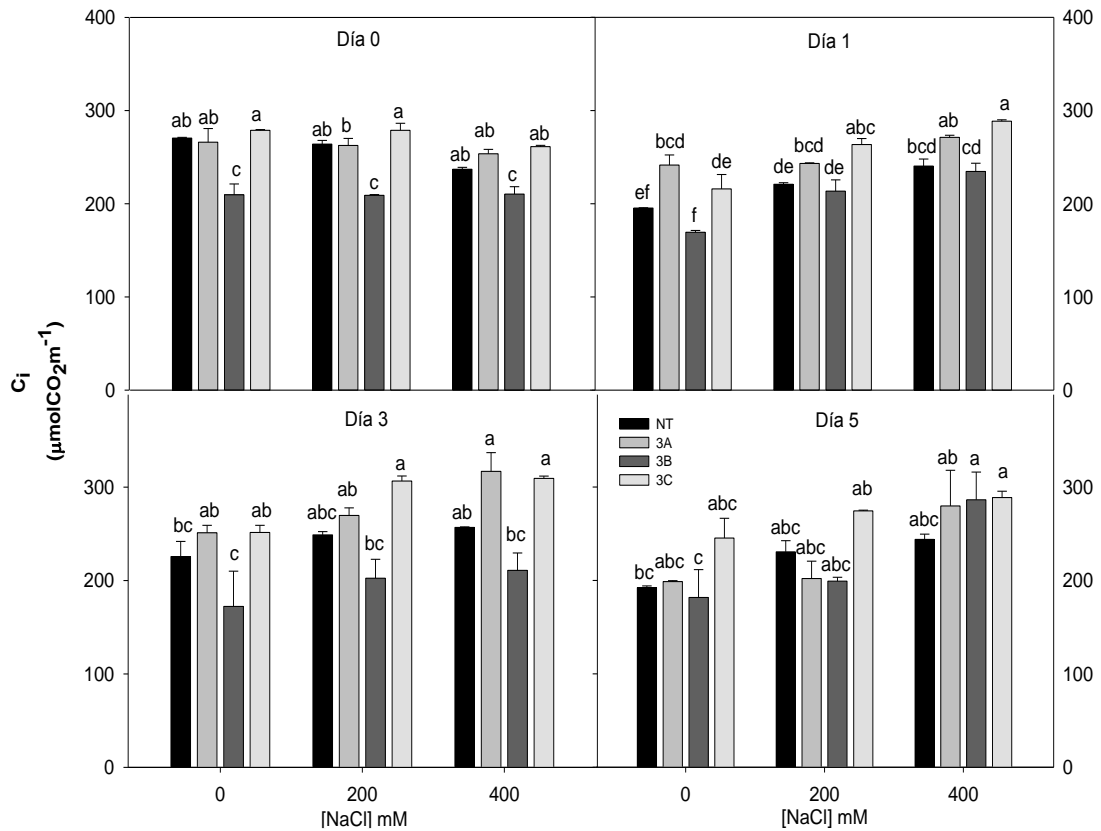 400
300
200
100
0
Día 0
ab ab c a
ab b c a
ab ab c ab
Día 1
ef bcd f de
de bcd de abc
bcd ab cd a
400
300
200
100
0
Ci
(µmolCO2m-1)
300
200
100
0
Día 3
bc ab c ab
abc ab bc a
ab a bc a
Día 5
NT
3A
3B
3C
bc abc c abc
abc abc abc ab
abc ab a a
300
200
100
0
0 200 400
[NaCl] mM
0 200 400
[NaCl] mM